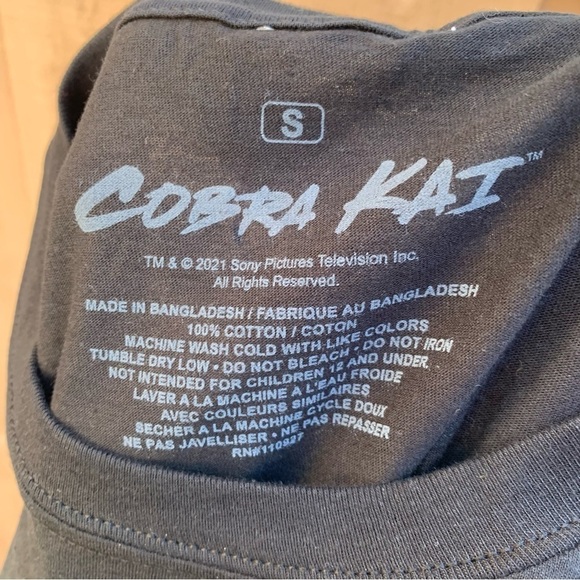 S
COBRA KAI™
TM & © 2021 Sony Pictures Television Inc.
All Rights Reserved.
MADE IN BANGLADESH / FABRIQUE AU BANGLADESH
100% COTTON / COTON
MACHINE WASH COLD WITH LIKE COLORS
TUMBLE DRY LOW • DO NOT BLEACH • DO NOT IRON
NOT INTENDED FOR CHILDREN 12 AND UNDER.
LAVER A LA MACHINE À L'EAU FROIDE
AVEC COULEURS SIMILAIRES
SECHER A LA MACHINE CYCLE DOUX
NE PAS JAVELLISER • NE PAS REPASSER